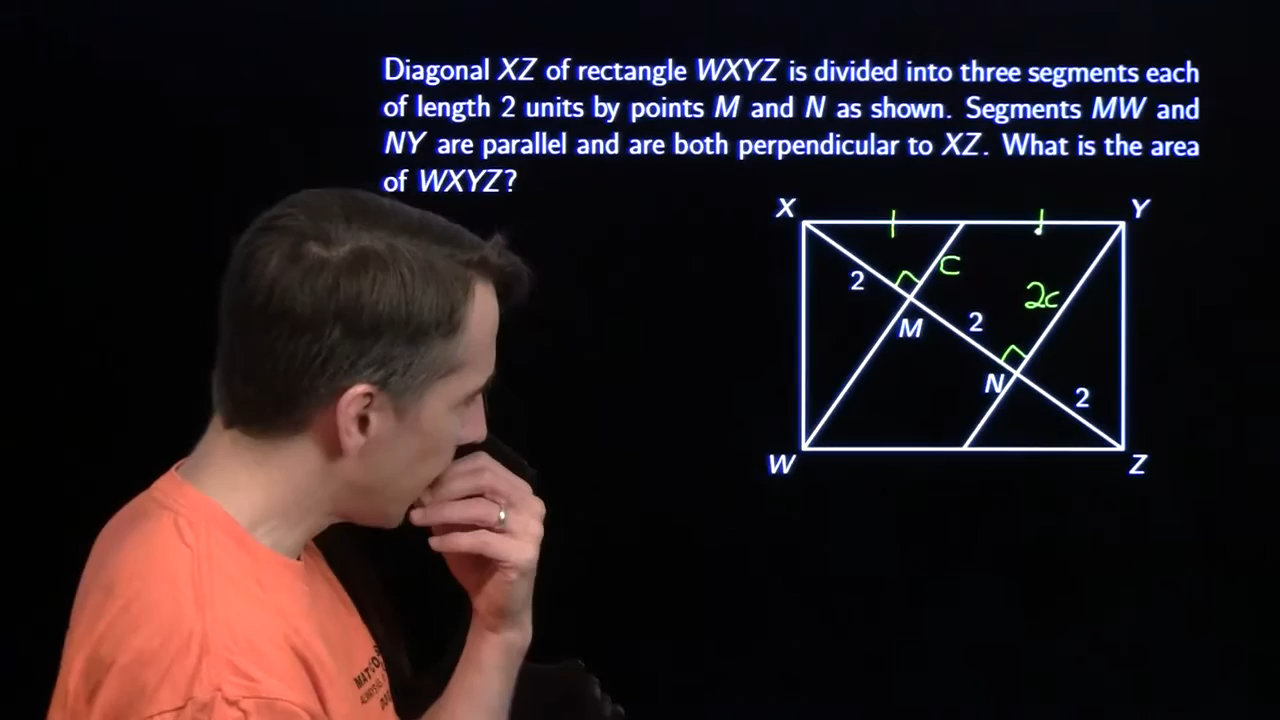 Diagonal XZ of rectangle WXYZ is divided into three segments each
of length 2 units by points M and N as shown. Segments MW and
NY are parallel and are both perpendicular to XZ. What is the area
of WXYZ?
X
Y
C
2
2c
M
2
N
2
W
Z